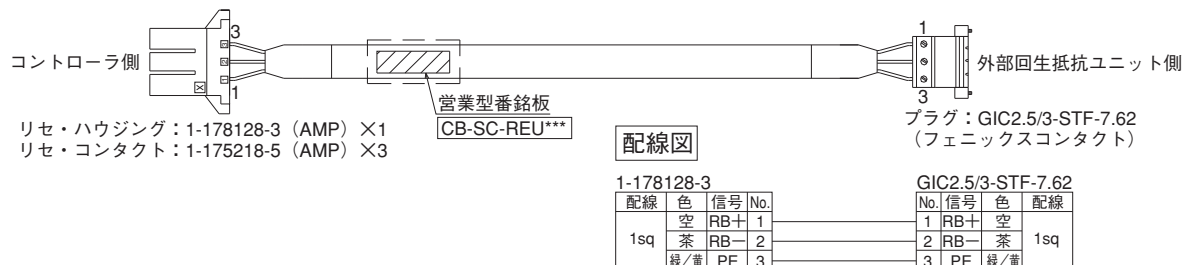 コントローラ側
3
2
1
3
1
X
リセ・ハウジング：1-178128-3（AMP）×1
リセ・コンタクト：1-175218-5（AMP）×3
営業型番銘板
CB-SC-REU***
1
3
外部回生抵抗ユニット側
プラグ：GIC2.5/3-STF-7.62
（フェニックスコンタクト）
配線図
1-178128-3
配線 色 信号 No.
1sq
空 RB＋ 1
茶 RB－ 2
緑/黄 PE 3
GIC2.5/3-STF-7.62
No. 信号 色 配線
1 RB＋ 空
2 RB－ 茶
3 PE 緑/黄
1sq